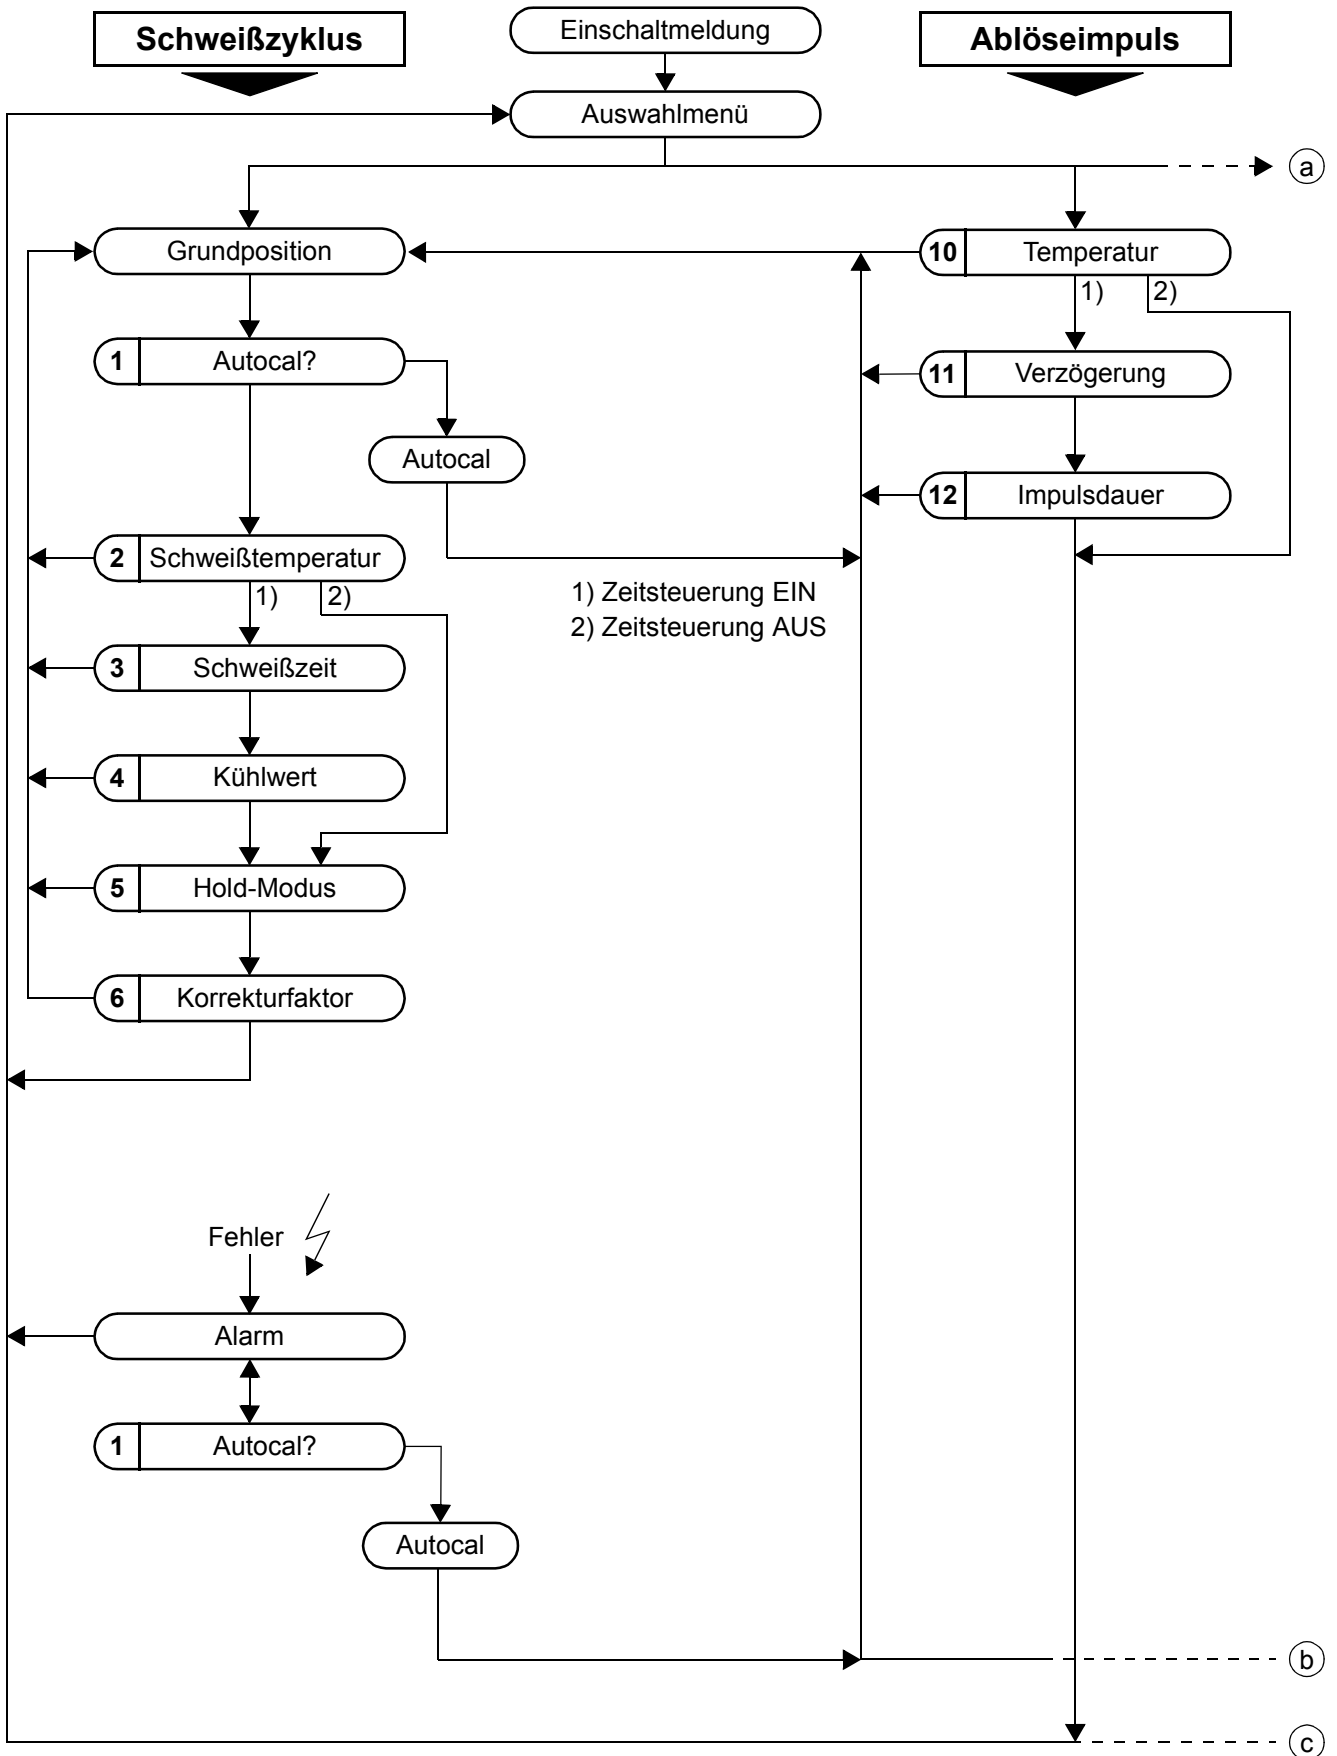 Schweißzyklus
Einschaltmeldung
Ablöseimpuls
Auswahlmenü
a
Grundposition
10 Temperatur
1) 2)
1 Autocal?
11 Verzögerung
Autocal
12 Impulsdauer
2 Schweißtemperatur
1) 2)
1) Zeitsteuerung EIN
2) Zeitsteuerung AUS
3 Schweißzeit
4 Kühlwert
5 Hold-Modus
6 Korrekturfaktor
Fehler
Alarm
1 Autocal?
Autocal
b
c